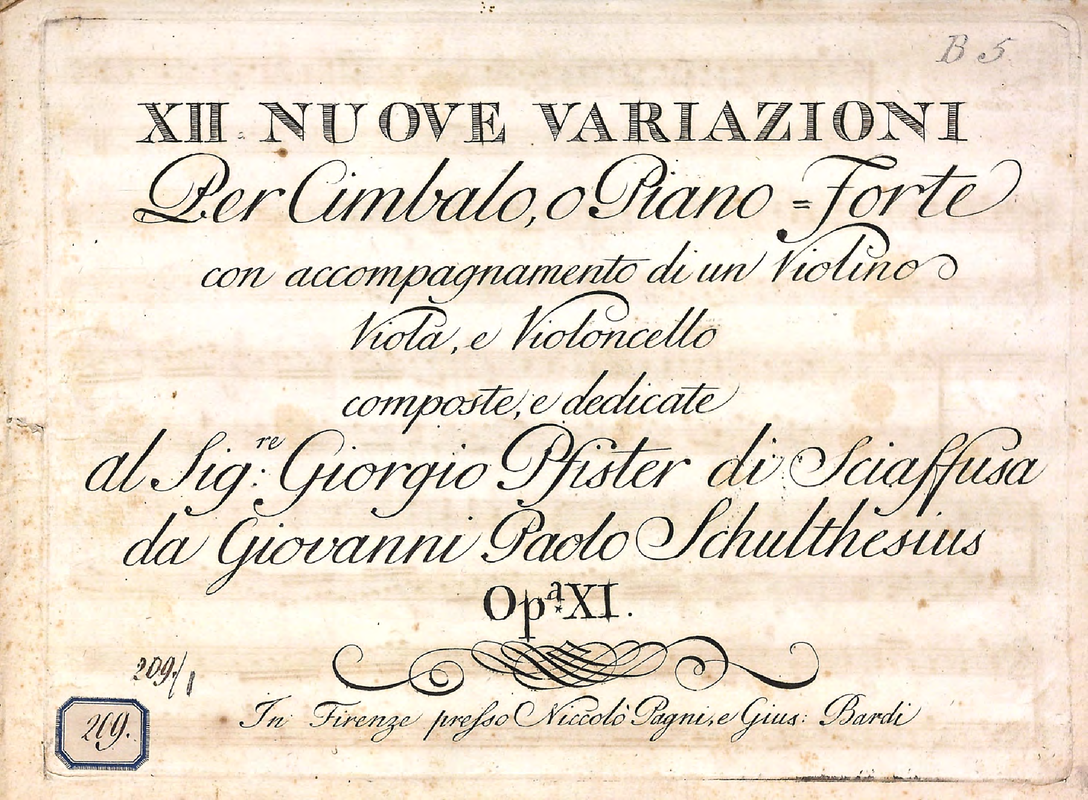 B 5
XII NUOVE VARIAZIONI
Per Cimbalo, o Piano=Forte
con accompagnamento di un Violino
Viola, e Violoncello
composte, e dedicate
al Sig:re Giorgio Pfister di Sciaffusa
da Giovanni Paolo Schulthesius
Opa: XI.
209/1
In Firenze presso Niccolò Pagni, e Gius: Bardi
209.